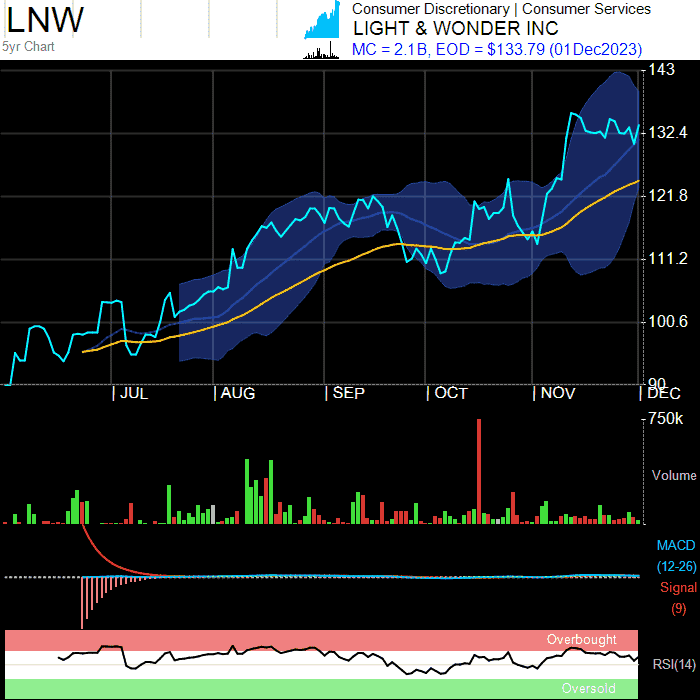 LNW
5yr Chart
Consumer Discretionary | Consumer Services
LIGHT & WONDER INC
MC = 2.1B, EOD = $133.79 (01Dec2023)
143
132.4
121.8
111.2
100.6
90
| JUL | AUG | SEP | OCT | NOV | DEC
750k
Volume
MACD
(12-26)
Signal
(9)
Overbought
RSI(14)
Oversold